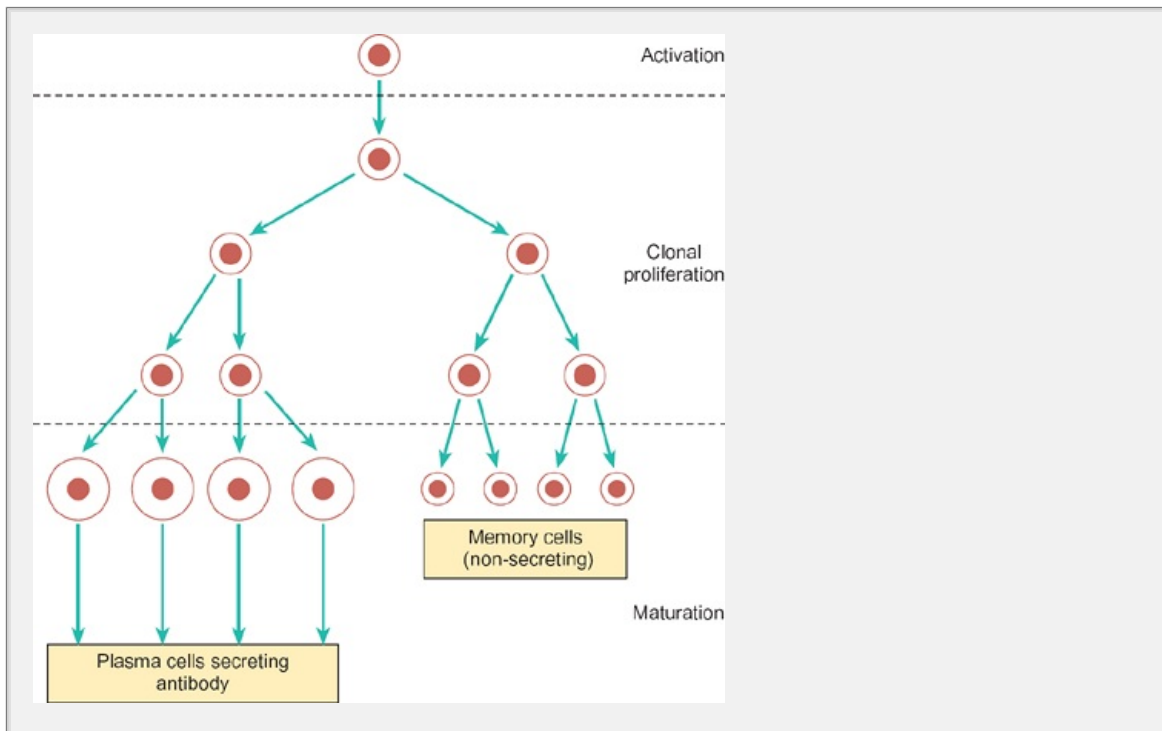 Activation
Clonal
proliferation
Memory cells
(non-secreting)
Maturation
Plasma cells secreting
antibody